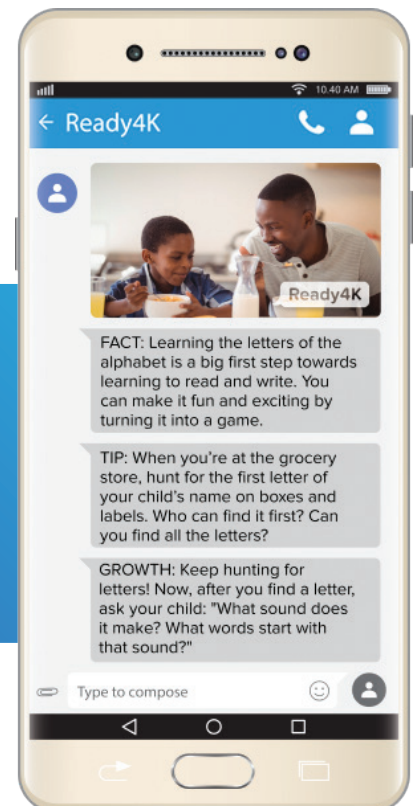 10.40 AM
Ready4K
Ready4K
FACT: Learning the letters of the
alphabet is a big first step towards
learning to read and write. You
can make it fun and exciting by
turning it into a game.
TIP: When you're at the grocery
store, hunt for the first letter of
your child's name on boxes and
labels. Who can find it first? Can
you find all the letters?
GROWTH: Keep hunting for
letters! Now, after you find a letter,
ask your child: "What sound does
it make? What words start with
that sound?"
Type to compose